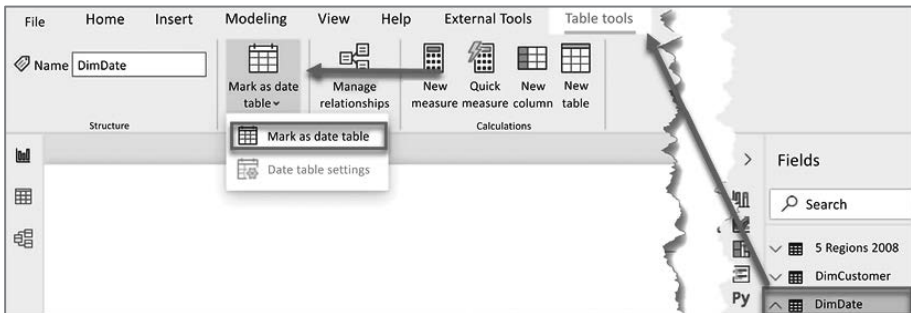 File Home Insert Modeling View Help External Tools Table tools
Name DimDate
Mark as date table
Manage relationships
New measure
Quick measure
New column
New table
Structure
Calculations
Mark as date table
Date table settings
Fields
Search
5 Regions 2008
DimCustomer
DimDate
Py